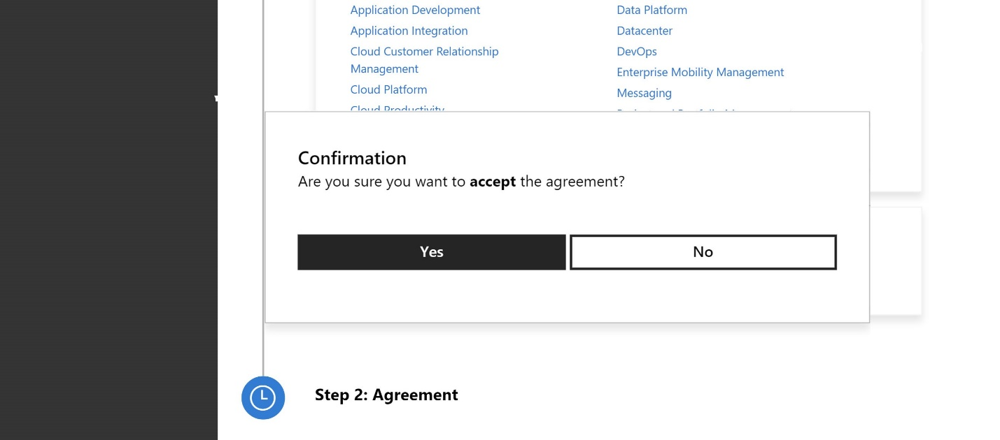 Application Development
Application Integration
Cloud Customer Relationship
Management
Cloud Platform
Cloud Productivity
Data Platform
Datacenter
DevOps
Enterprise Mobility Management
Messaging
Confirmation
Are you sure you want to accept the agreement?
Yes
No
Step 2: Agreement